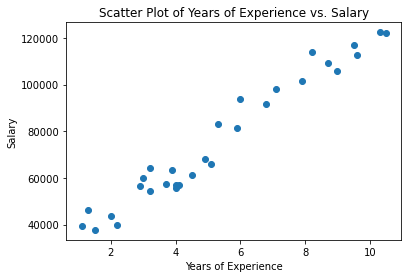 Scatter Plot of Years of Experience vs. Salary
120000
100000
80000
60000
40000
Salary
2 4 6 8 10
Years of Experience